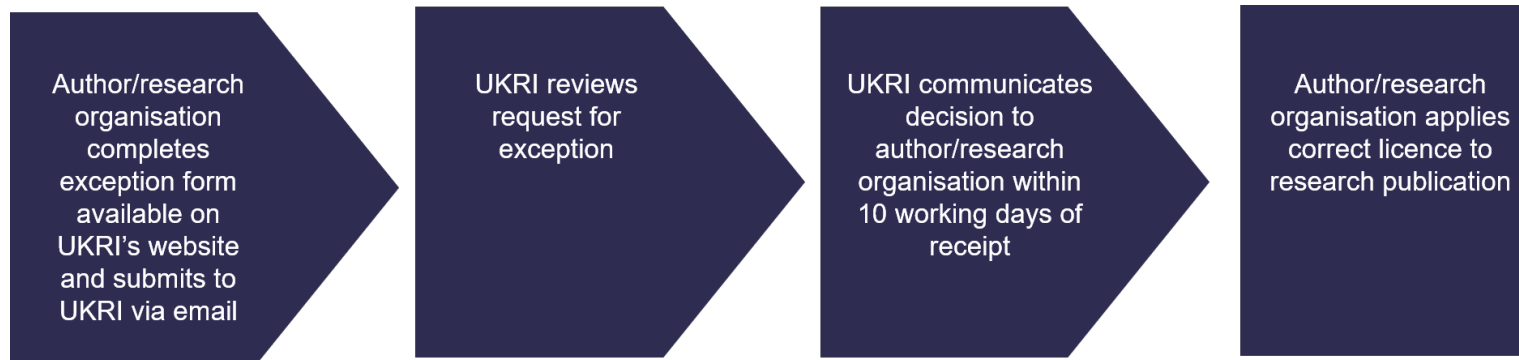 Author/research
organisation
completes
exception form
available on
UKRI’s website
and submits to
UKRI via email
UKRI reviews
request for
exception
UKRI communicates
decision to
author/research
organisation within
10 working days of
receipt
Author/research
organisation applies
correct licence to
research publication